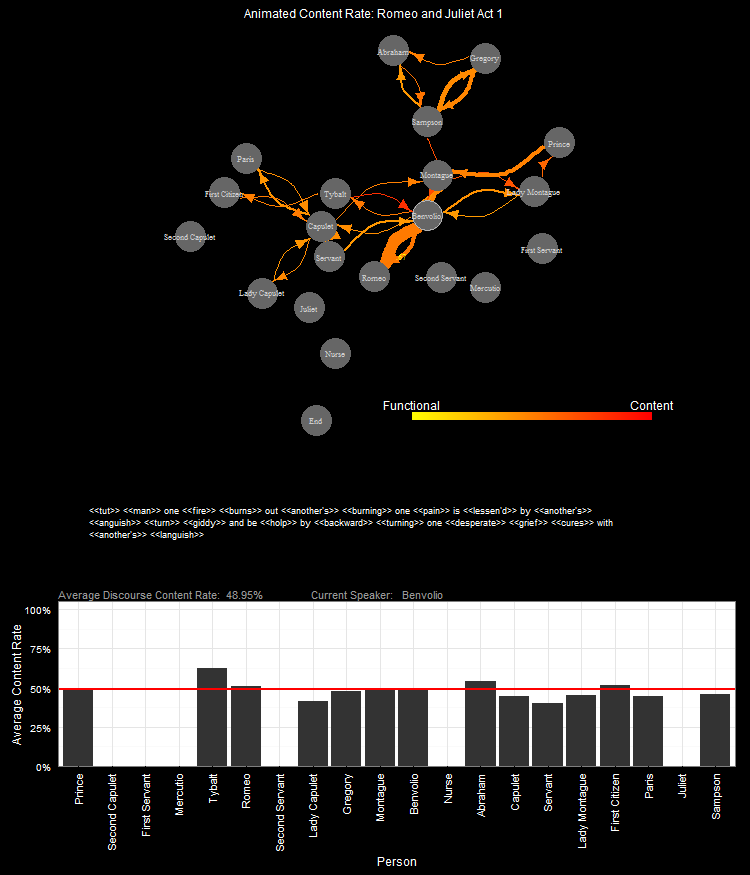 Animated Content Rate: Romeo and Juliet Act 1
Abraham
Gregory
Sampson
Prince
Paris
Montague
First Citizen
Tybalt
Lady Montague
Benvolio
Capulet
Second Capulet
First Servant
Servant
Romeo
Second Servant
Mercutio
Lady Capulet
Juliet
Nurse
Functional Content
End
<<tut>> <<man>> one <<fire>> <<burns>> out <<another's>> <<burning>> one <<pain>> is <<lessen'd>> by <<another's>>
<<anguish>> <<turn>> <<giddy>> and be <<holp>> by <<backward>> <<turning>> one <<desperate>> <<grief>> <<cures>> with
<<another's>> <<languish>>
Average Discourse Content Rate: 48.95% Current Speaker: Benvolio
100%
75%
50%
25%
0%
Average Content Rate
Prince
Second Capulet
First Servant
Mercutio
Tybalt
Romeo
Second Servant
Lady Capulet
Gregory
Montague
Benvolio
Nurse
Abraham
Capulet
Servant
Lady Montague
First Citizen
Paris
Juliet
Sampson
Person